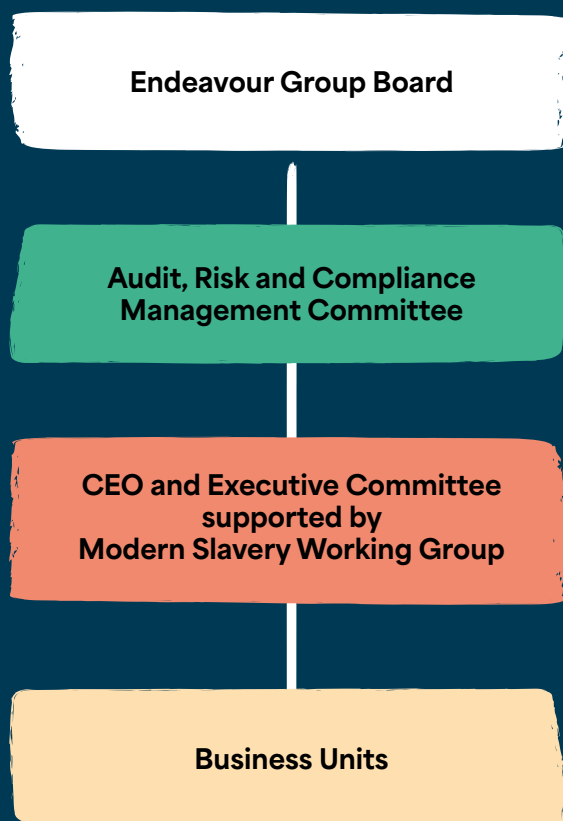 Endeavour Group Board
Audit, Risk and Compliance
Management Committee
CEO and Executive Committee
supported by
Modern Slavery Working Group
Business Units